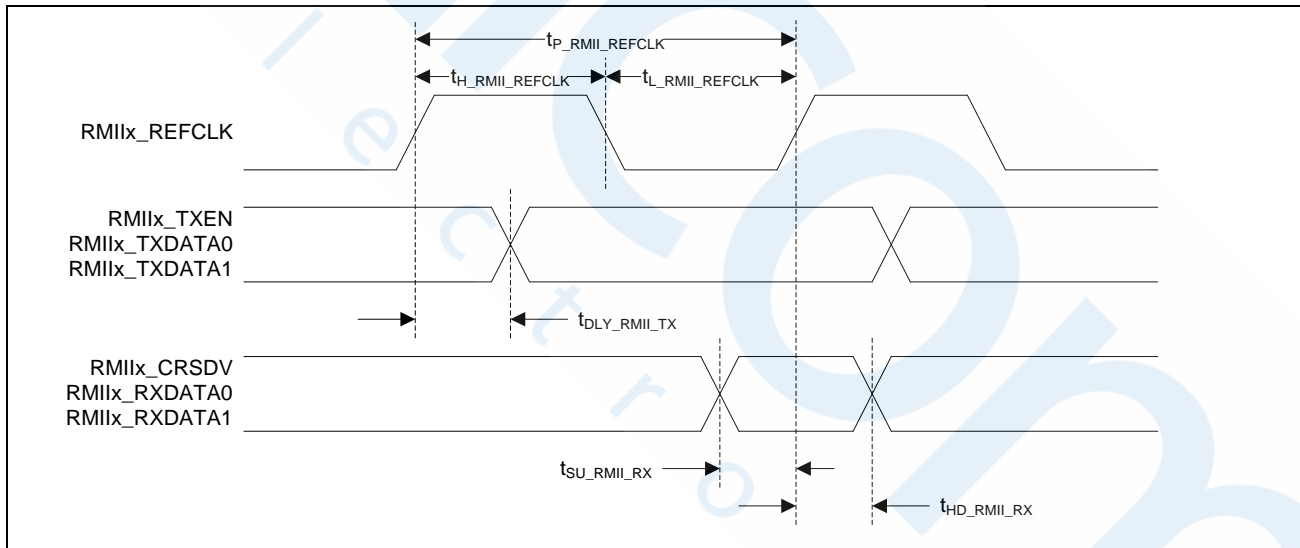 tP_RMII_REFCLK
tH_RMII_REFCLK tL_RMII_REFCLK
RMIIx_REFCLK
RMIIx_TXEN
RMIIx_TXDATA0
RMIIx_TXDATA1
tDLY_RMII_TX
RMIIx_CRSDV
RMIIx_RXDATA0
RMIIx_RXDATA1
tSU_RMII_RX
tHD_RMII_RX